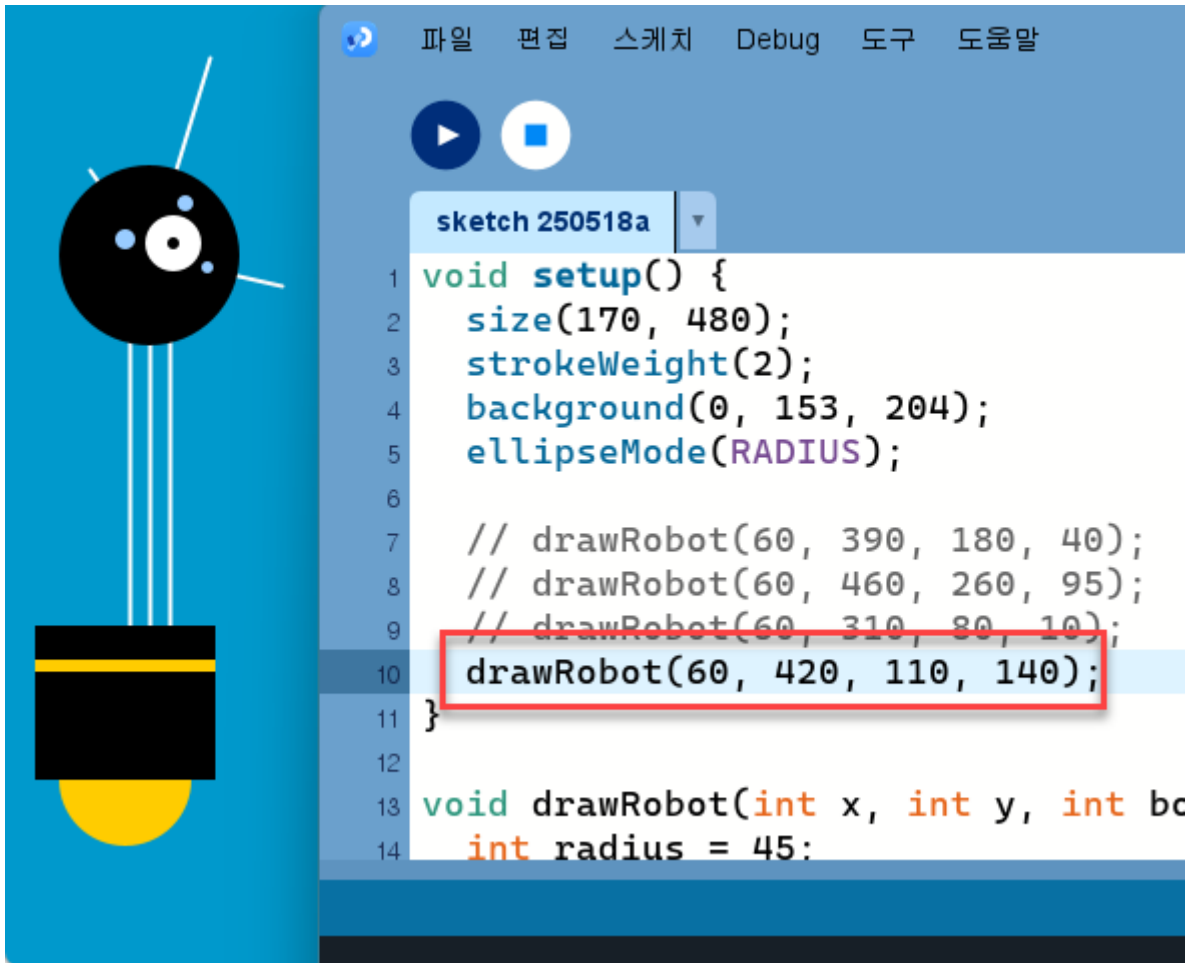 파일 편집 스케치 Debug 도구 도움말
sketch 250518a
1 void setup() {
2 size(170, 480);
3 strokeWeight(2);
4 background(0, 153, 204);
5 ellipseMode(RADIUS);
6
7 // drawRobot(60, 390, 180, 40);
8 // drawRobot(60, 460, 260, 95);
9 // drawRobot(60, 310, 80, 10);
10 drawRobot(60, 420, 110, 140);
11 }
12
13 void drawRobot(int x, int y, int bo
14 int radius = 45;